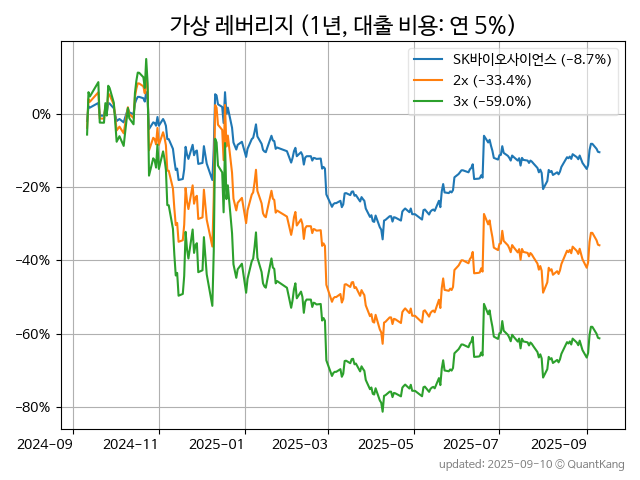 가상 레버리지 (1년, 대출 비용: 연 5%)
SK바이오사이언스 (−8.7%)
2x (−33.4%)
3x (−59.0%)
0%
−20%
−40%
−60%
−80%
2024-09 2024-11 2025-01 2025-03 2025-05 2025-07 2025-09
updated: 2025-09-10 © QuantKang